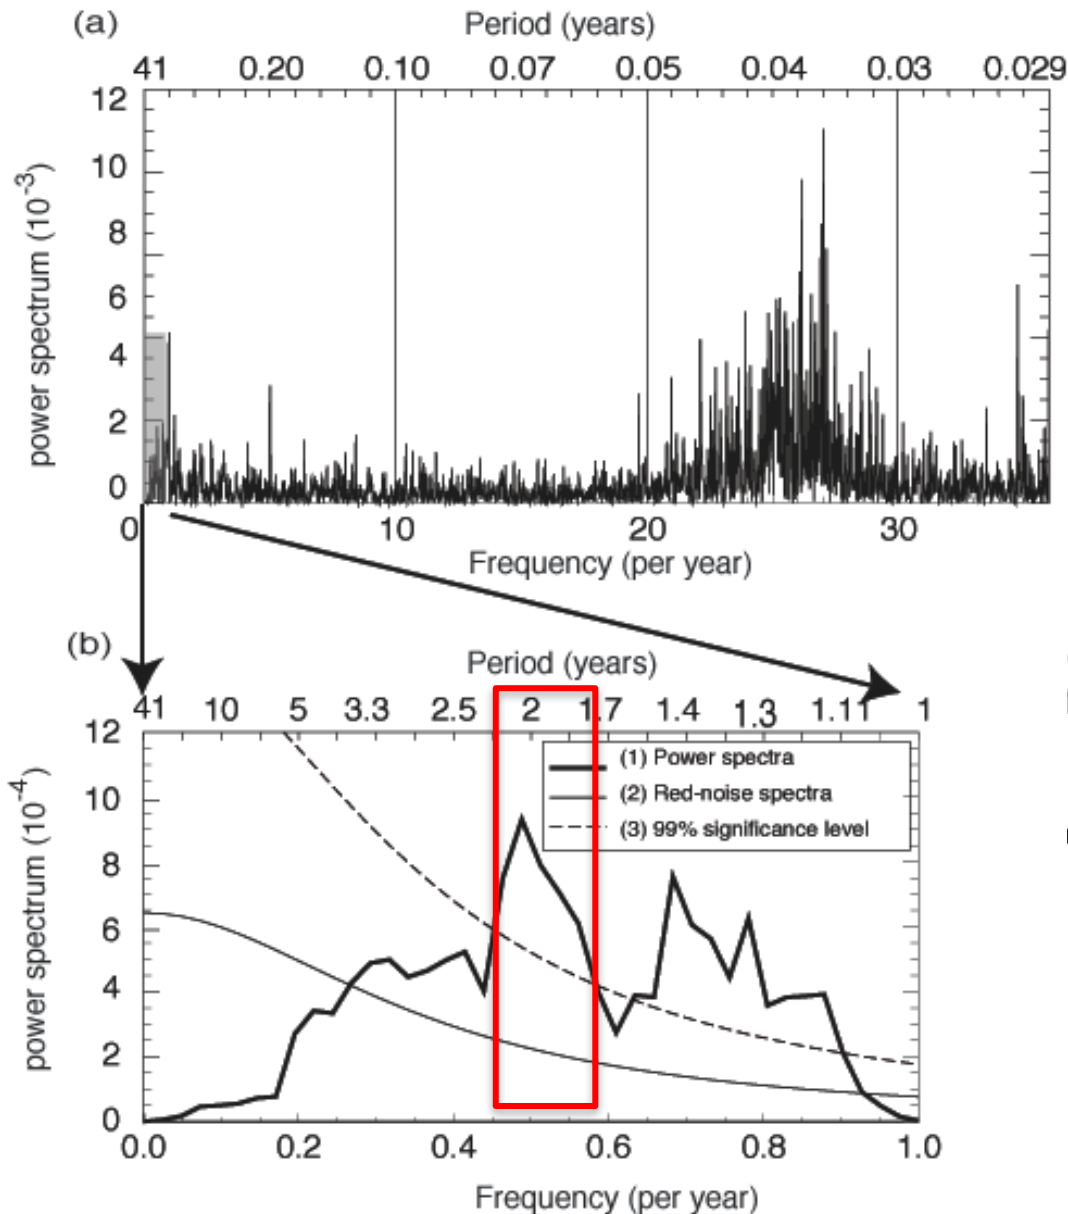 (a)
Period (years)
41 0.20 0.10 0.07 0.05 0.04 0.03 0.029
12
10
8
6
4
2
0
power spectrum (10-3)
0 10 20 30
Frequency (per year)
(b)
Period (years)
41 10 5 3.3 2.5 2 1.7 1.4 1.3 1.11 1
12
10
8
6
4
2
0
power spectrum (10-4)
(1) Power spectra
(2) Red-noise spectra
(3) 99% significance level
0.0 0.2 0.4 0.6 0.8 1.0
Frequency (per year)